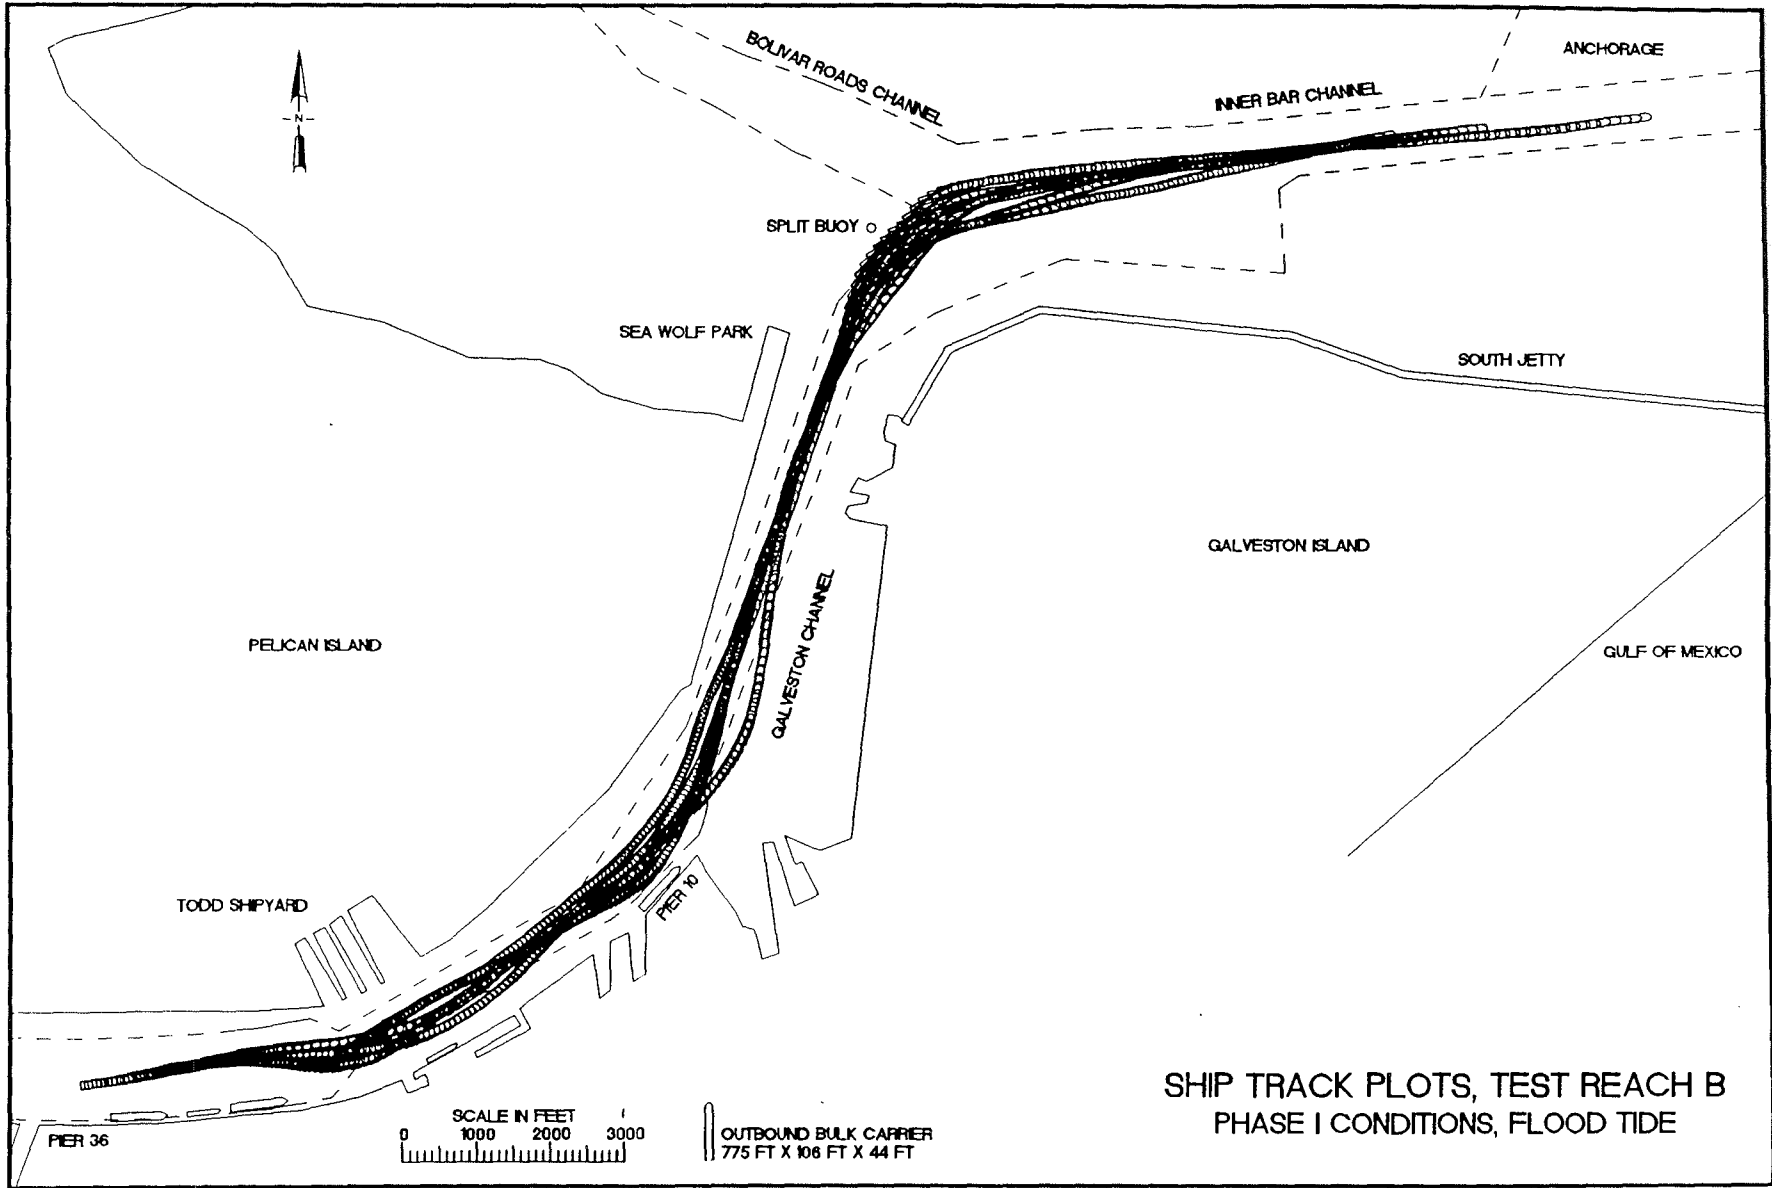 BOLIVAR ROADS CHANNEL
ANCHORAGE
INNER BAR CHANNEL
N
SPLIT BUOY
SEA WOLF PARK
SOUTH JETTY
GALVESTON ISLAND
GALVESTON CHANNEL
PELICAN ISLAND
GULF OF MEXICO
PIER 10
TODD SHIPYARD
SHIP TRACK PLOTS, TEST REACH B
PHASE I CONDITIONS, FLOOD TIDE
SCALE IN FEET
0 1000 2000 3000
OUTBOUND BULK CARRIER
775 FT X 106 FT X 44 FT
PIER 36